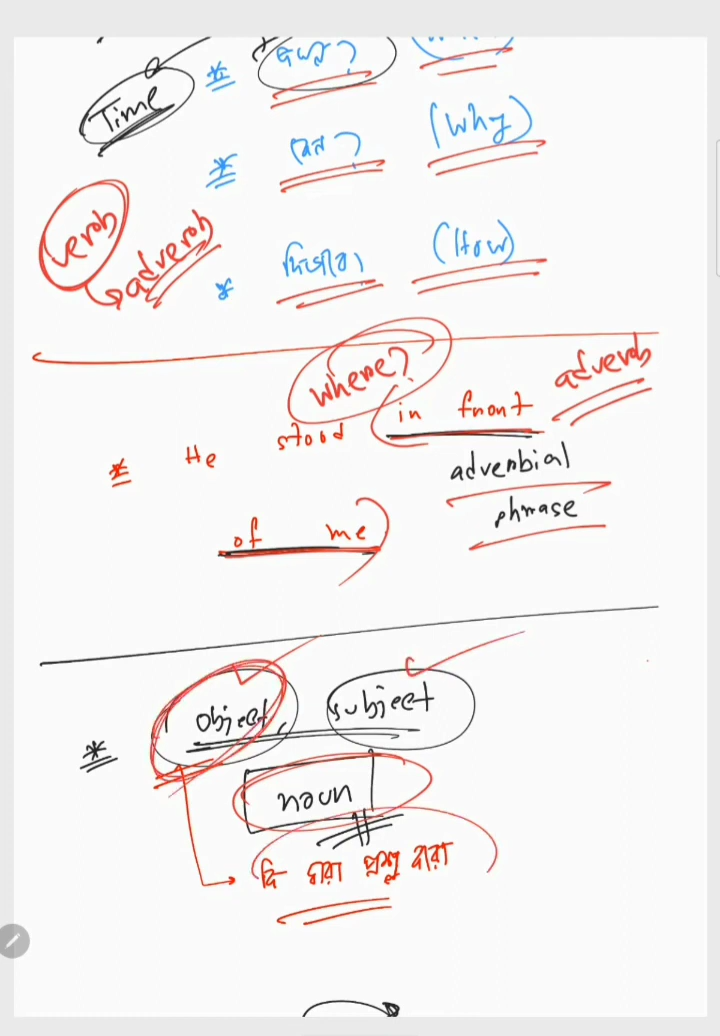 Time * কখন?
* কেন? (Why)
verb
adverb * কিভাবে (How)
where?
adverb
* He stood in front
adverbial
phrase
of me
* object, subject
noun
কি দ্বারা প্রশ্ন করা